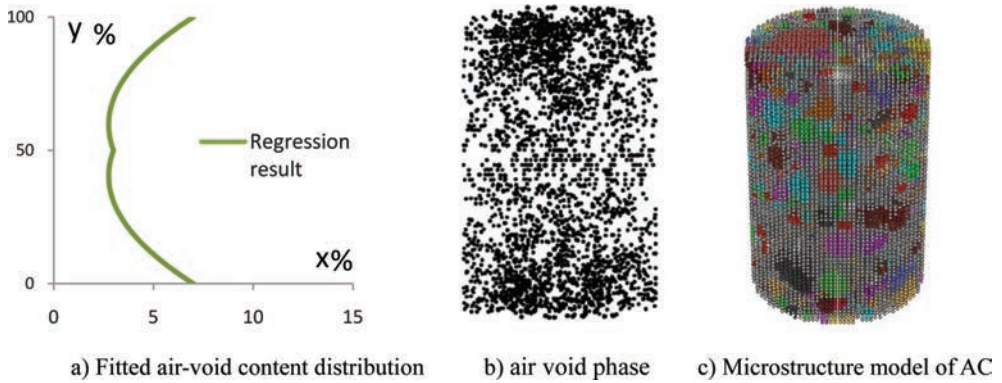 100
y %
50
Regression
result
x%
0
0
5
10
15
a) Fitted air-void content distribution
b) air void phase
c) Microstructure model of AC